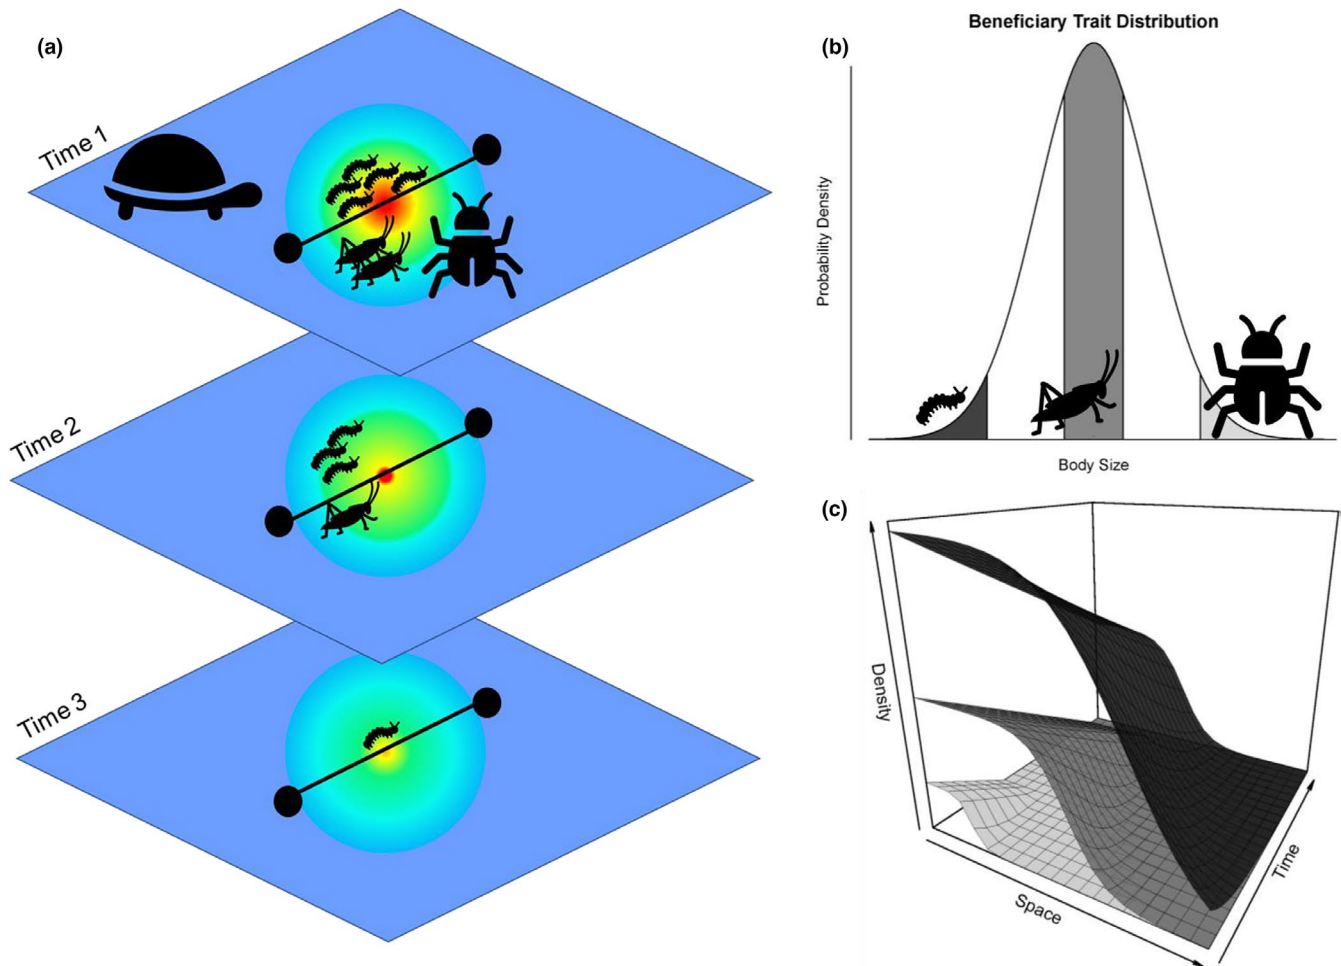 (a)
Time 1
Time 2
Time 3
(b)
Beneficiary Trait Distribution
Probability Density
Body Size
(c)
Density
Space
Time